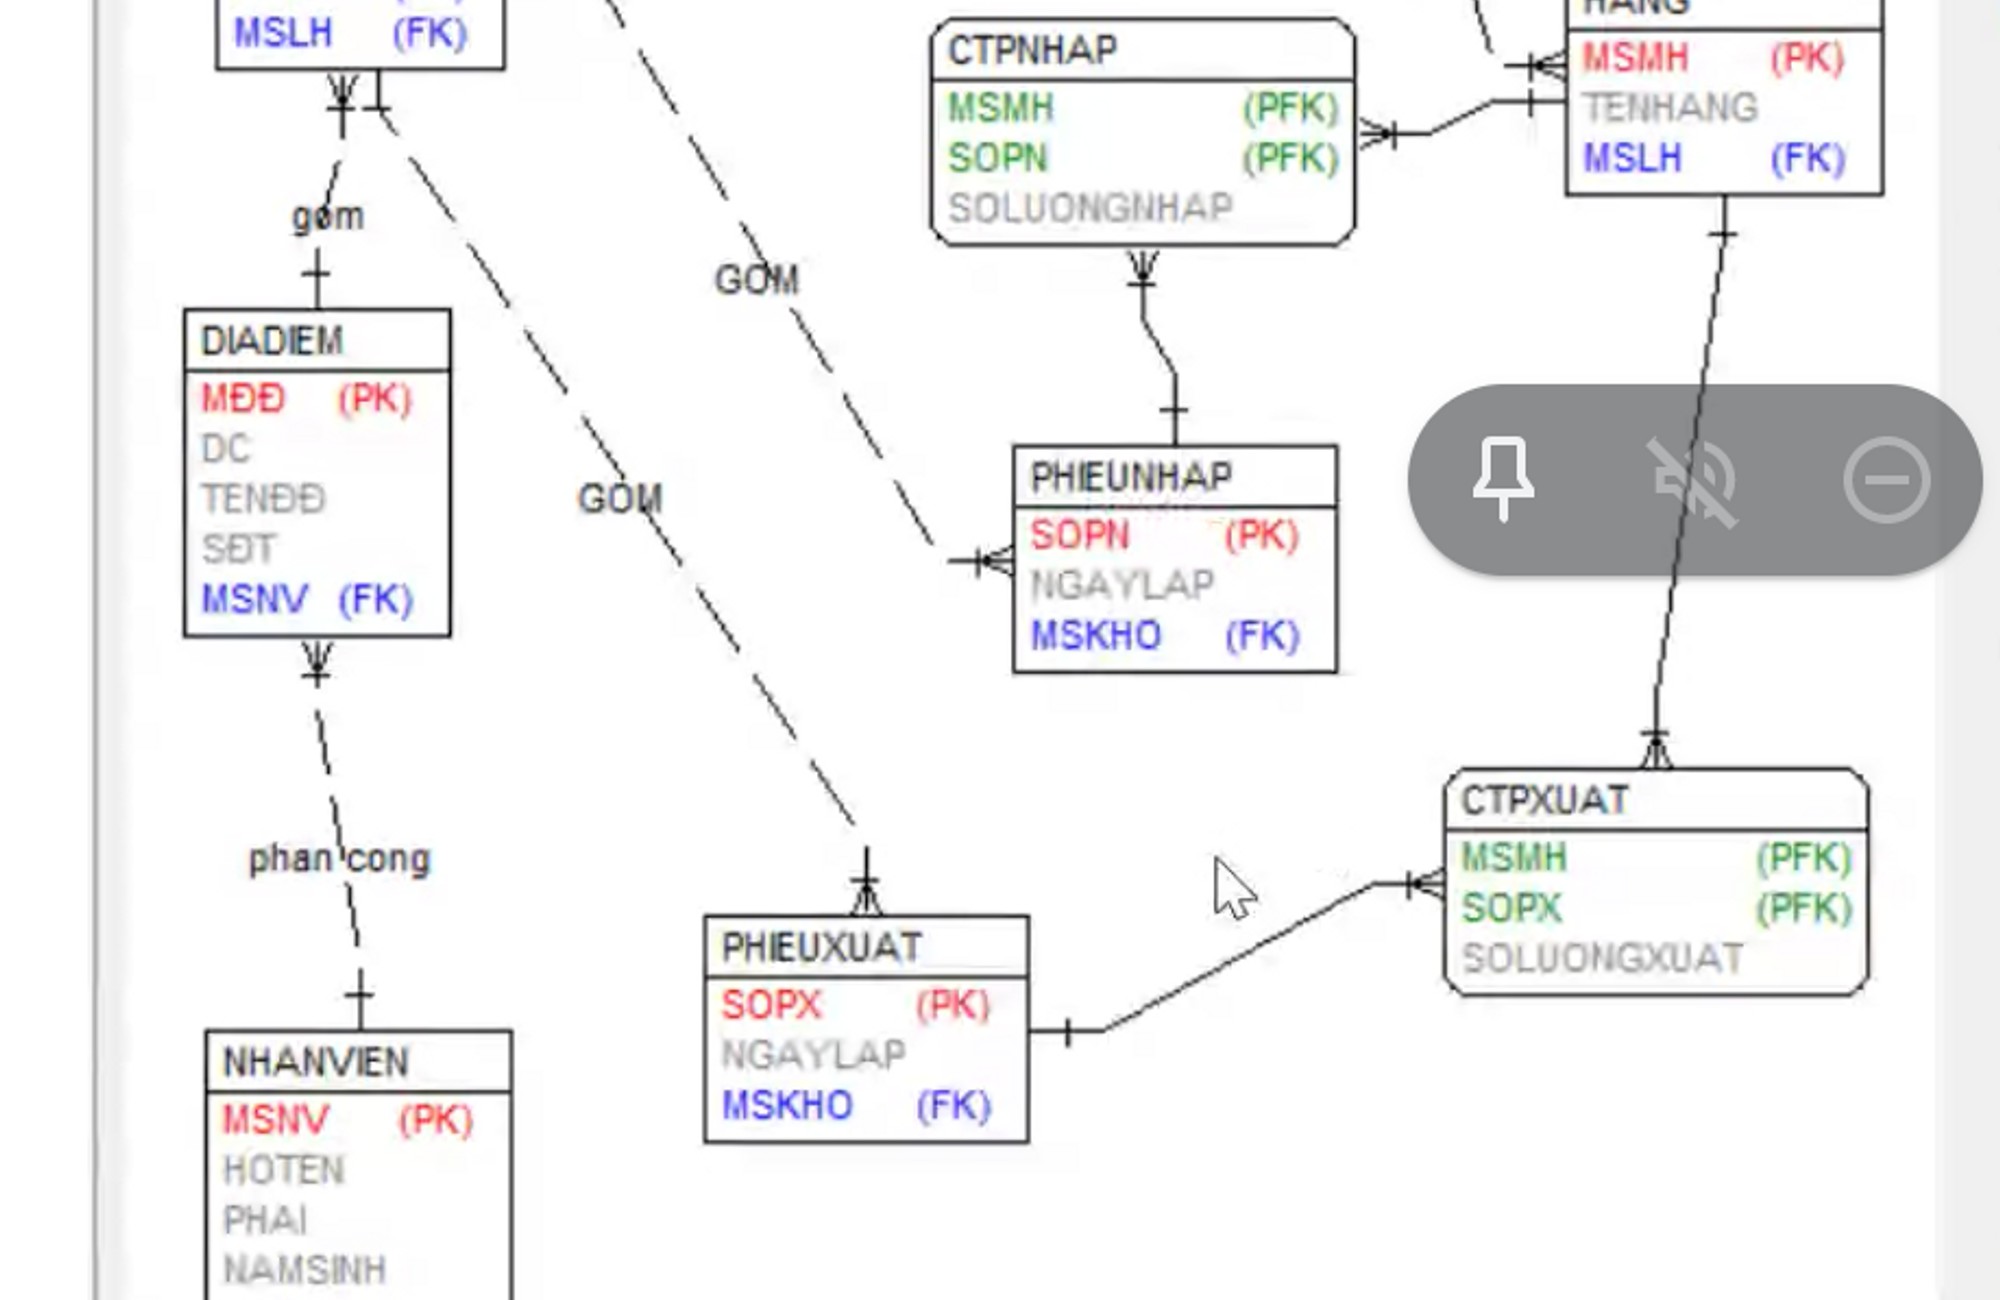 MSLH (FK)
gom
DIADIEM
MĐĐ (PK)
DC
TENĐĐ
SĐT
MSNV (FK)
phan cong
NHANVIEN
MSNV (PK)
HOTEN
PHAI
NAMSINH
GOM
GOM
CTPNHAP
MSMH (PFK)
SOPN (PFK)
SOLUONGNHAP
PHIEUNHAP
SOPN (PK)
NGAYLAP
MSKHO (FK)
PHIEUXUAT
SOPX (PK)
NGAYLAP
MSKHO (FK)
HANG
MSMH (PK)
TENHANG
MSLH (FK)
CTPXUAT
MSMH (PFK)
SOPX (PFK)
SOLUONGXUAT